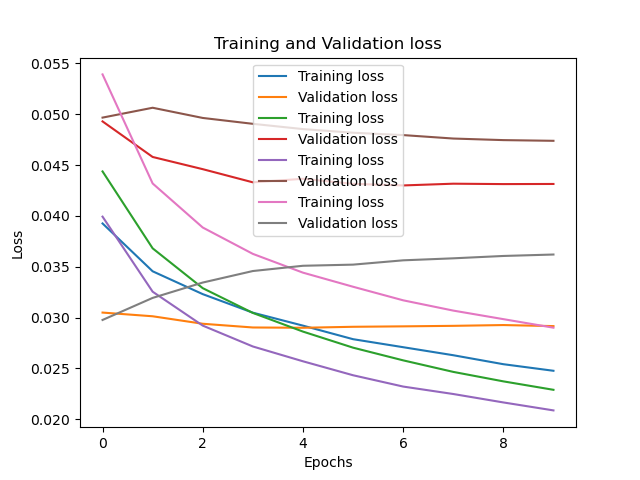 Training and Validation loss
0.055
0.050
0.045
0.040
0.035
0.030
0.025
0.020
Loss
Training loss
Validation loss
Training loss
Validation loss
Training loss
Validation loss
Training loss
Validation loss
0 2 4 6 8
Epochs